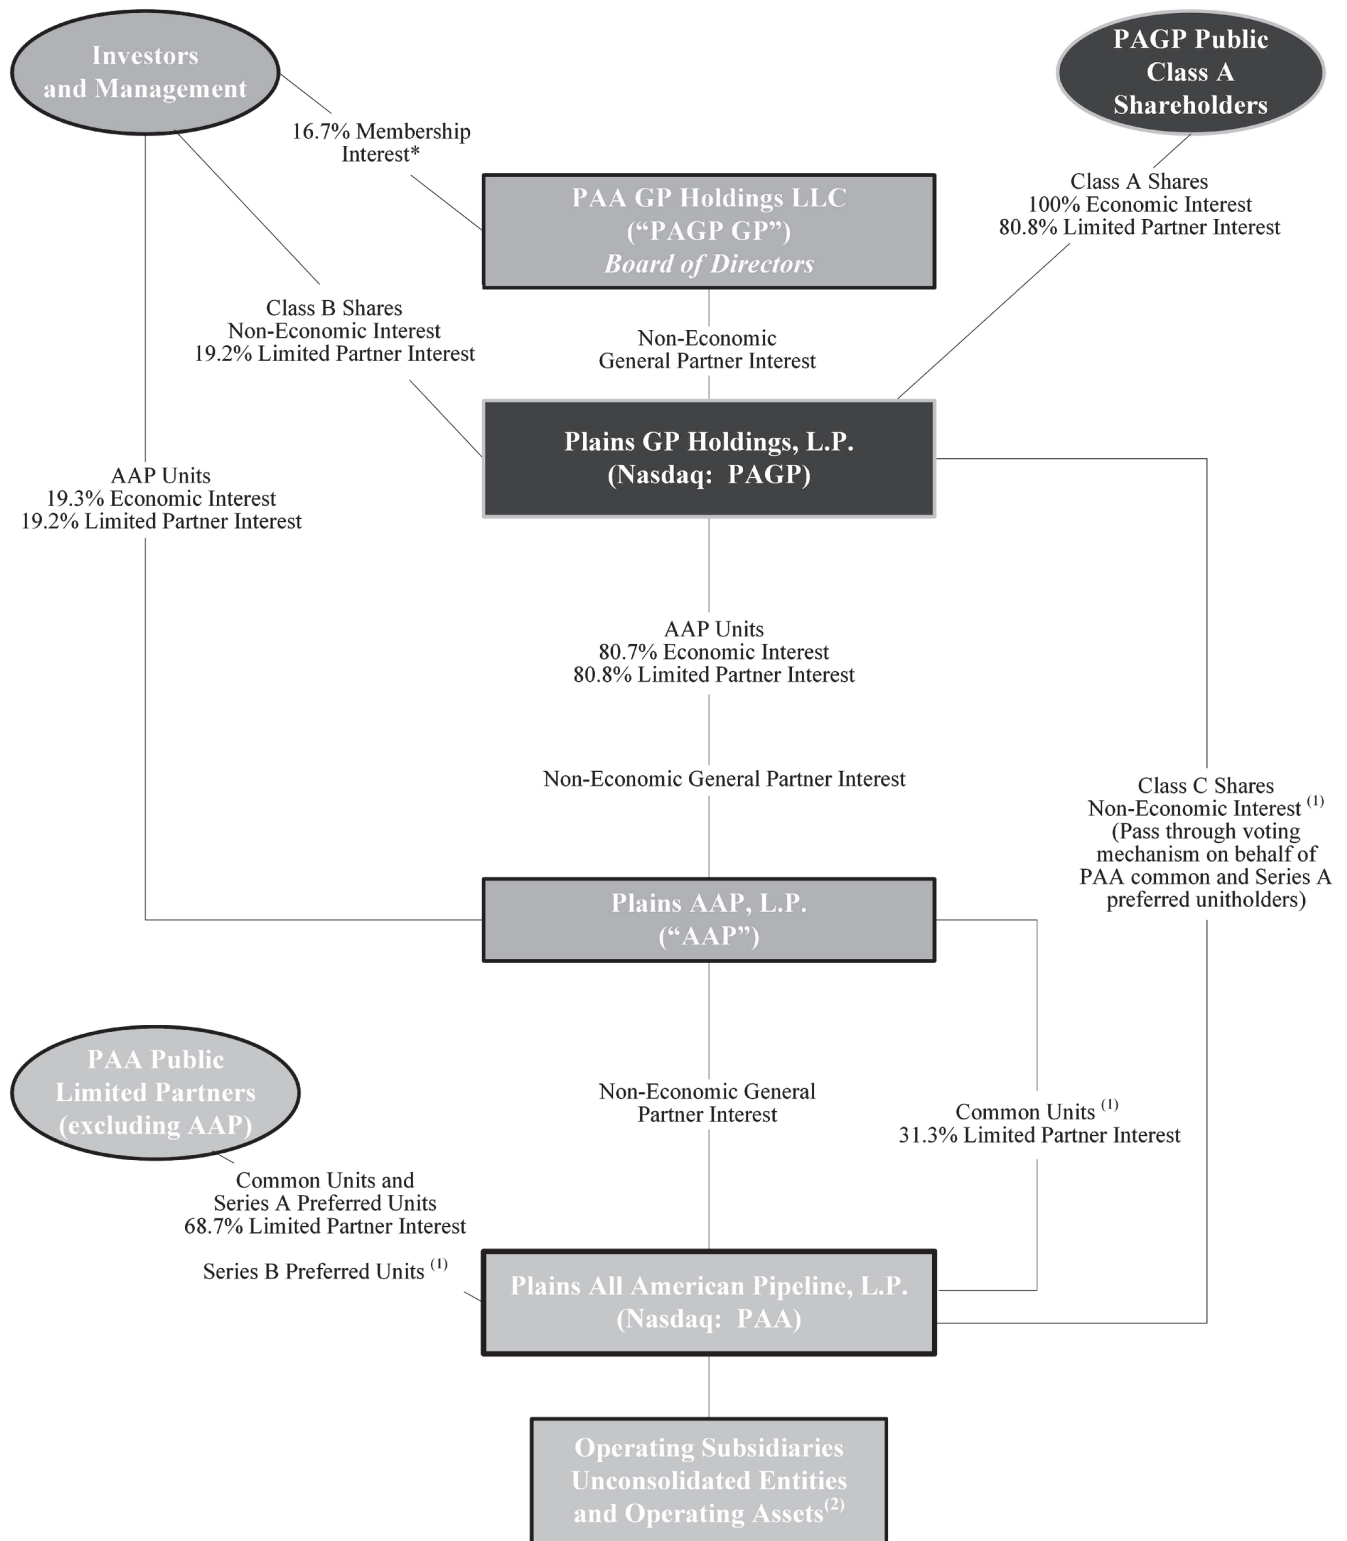 Investors
and Management
PAGP Public
Class A
Shareholders
16.7% Membership
Interest*
PAA GP Holdings LLC
(“PAGP GP”)
Board of Directors
Class A Shares
100% Economic Interest
80.8% Limited Partner Interest
Class B Shares
Non-Economic Interest
19.2% Limited Partner Interest
Non-Economic
General Partner Interest
Plains GP Holdings, L.P.
(Nasdaq: PAGP)
AAP Units
19.3% Economic Interest
19.2% Limited Partner Interest
AAP Units
80.7% Economic Interest
80.8% Limited Partner Interest
Non-Economic General Partner Interest
Class C Shares
Non-Economic Interest (1)
(Pass through voting
mechanism on behalf of
PAA common and Series A
preferred unitholders)
Plains AAP, L.P.
(“AAP”)
PAA Public
Limited Partners
(excluding AAP)
Non-Economic General
Partner Interest
Common Units (1)
31.3% Limited Partner Interest
Common Units and
Series A Preferred Units
68.7% Limited Partner Interest
Series B Preferred Units (1)
Plains All American Pipeline, L.P.
(Nasdaq: PAA)
Operating Subsidiaries
Unconsolidated Entities
and Operating Assets(2)